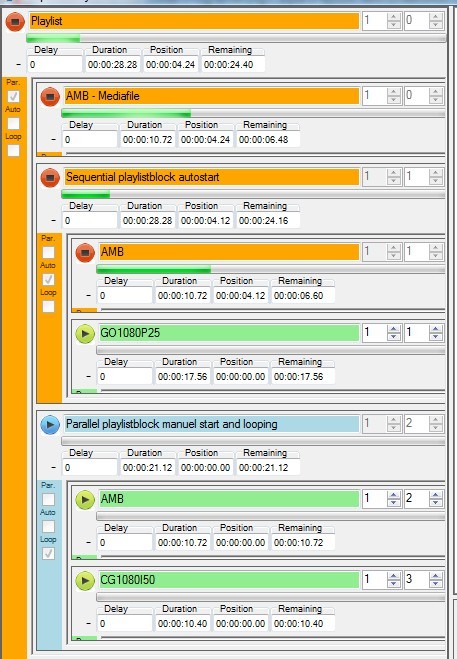 Playlist 1 0
Delay Duration Position Remaining
- 0 00:00:28.28 00:00:04.24 00:00:24.40
Par.
Auto
Loop
AMB - Mediafile 1 0
Delay Duration Position Remaining
- 0 00:00:10.72 00:00:04.24 00:00:06.48
Sequential playlistblock autostart 1 1
Delay Duration Position Remaining
- 0 00:00:28.28 00:00:04.12 00:00:24.16
Par.
Auto
Loop
AMB 1 1
Delay Duration Position Remaining
- 0 00:00:10.72 00:00:04.12 00:00:06.60
GO1080P25 1 1
Delay Duration Position Remaining
- 0 00:00:17.56 00:00:00.00 00:00:17.56
Parallel playlistblock manuel start and looping 1 2
Delay Duration Position Remaining
- 0 00:00:21.12 00:00:00.00 00:00:21.12
Par.
Auto
Loop
AMB 1 2
Delay Duration Position Remaining
- 0 00:00:10.72 00:00:00.00 00:00:10.72
CG1080I50 1 3
Delay Duration Position Remaining
- 0 00:00:10.40 00:00:00.00 00:00:10.40